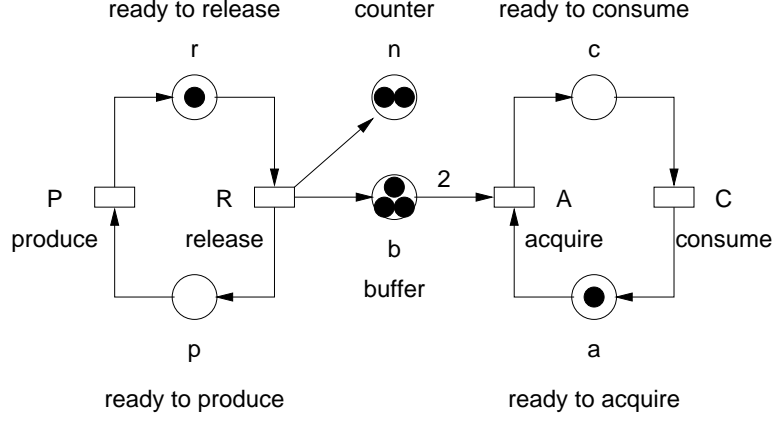 ready to release
counter
ready to consume
r
n
c
P
R
2
A
C
produce
release
acquire
consume
b
buffer
p
a
ready to produce
ready to acquire